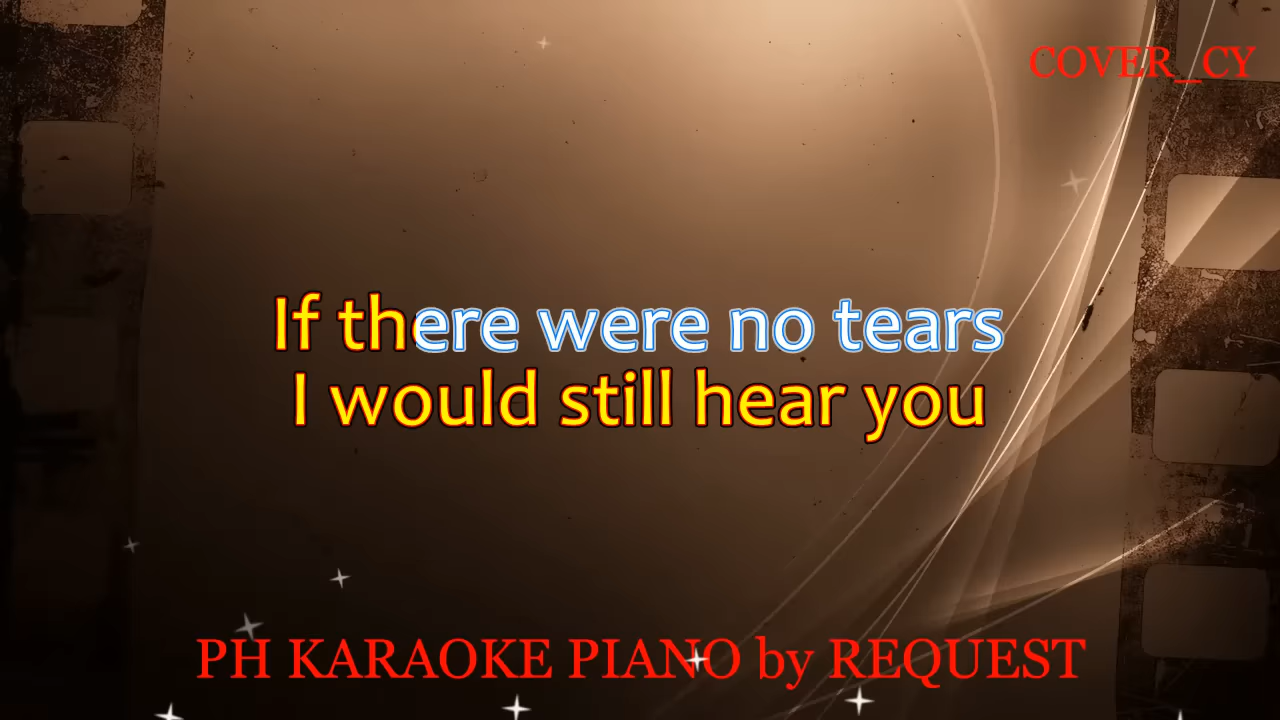 COVER_CY
If there were no tears
I would still hear you
PH KARAOKE PIANO by REQUEST